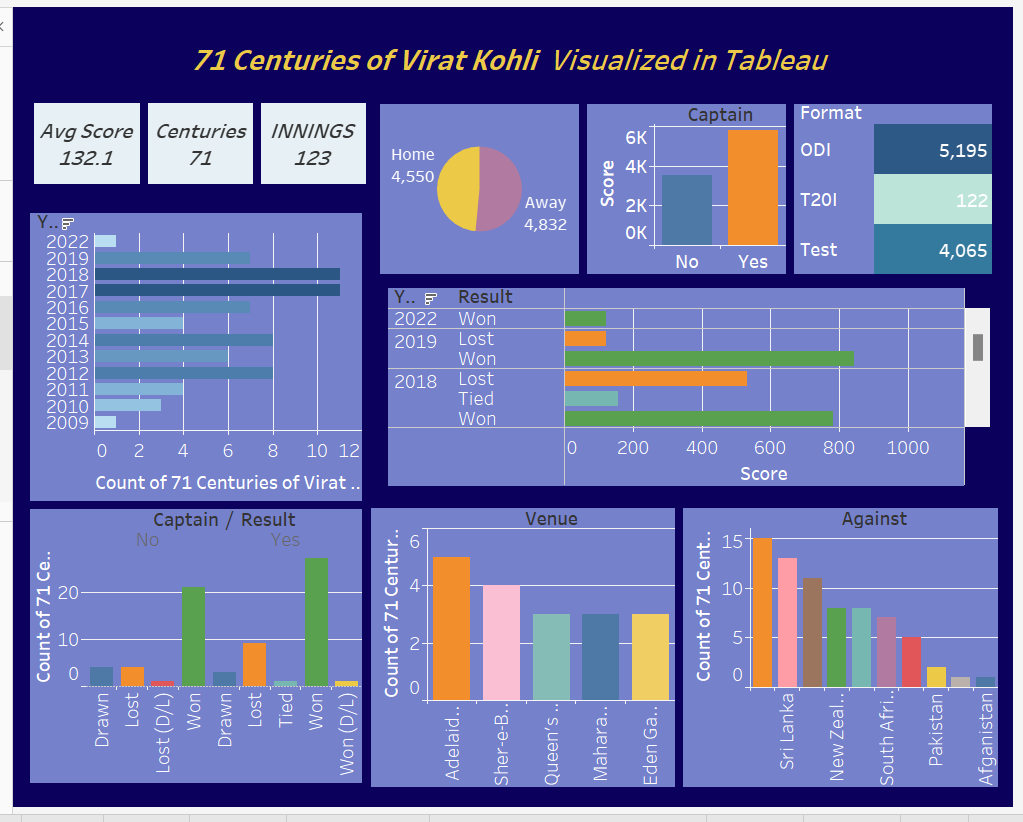 71 Centuries of Virat Kohli Visualized in Tableau
Avg Score
132.1
Centuries
71
INNINGS
123
Home
4,550
Away
4,832
Captain
Score
6K
4K
2K
0K
No
Yes
Format
ODI
5,195
T20I
122
Test
4,065
Y..
2022
2019
2018
2017
2016
2015
2014
2013
2012
2011
2010
2009
0 2 4 6 8 10 12
Count of 71 Centuries of Virat ..
Y.. Result
2022 Won
2019 Lost
Won
2018 Lost
Tied
Won
0 200 400 600 800 1000
Score
Captain / Result
No Yes
Count of 71 Ce..
20
10
0
Drawn
Lost
Lost (D/L)
Won
Drawn
Lost
Tied
Won
Won (D/L)
Venue
Count of 71 Centur..
6
4
2
0
Adelaid..
Sher-e-B..
Queen's ..
Mahara..
Eden Ga..
Against
Count of 71 Cent..
15
10
5
0
Sri Lanka
New Zeal..
South Afri..
Pakistan
Afganistan